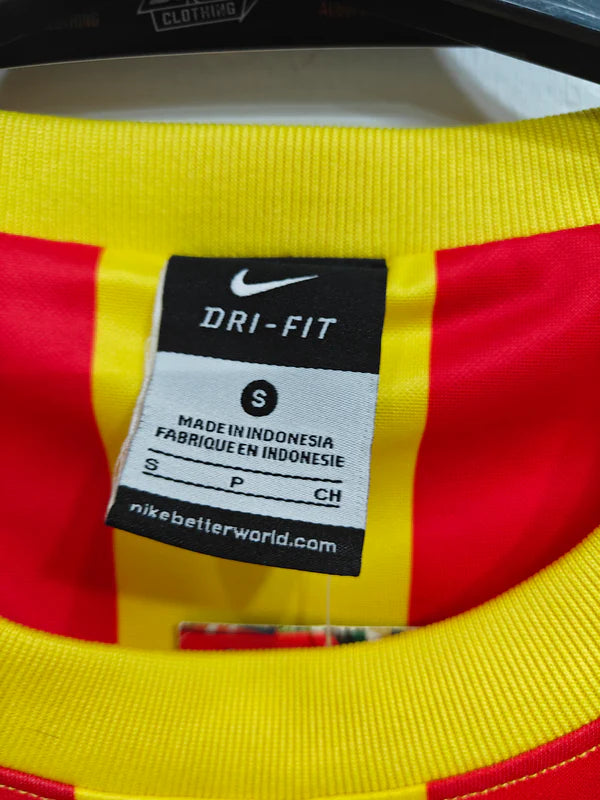 CLOTHING
DRI-FIT
S
MADE IN INDONESIA
FABRIQUE EN INDONESIE
S P CH
nikebetterworld.com